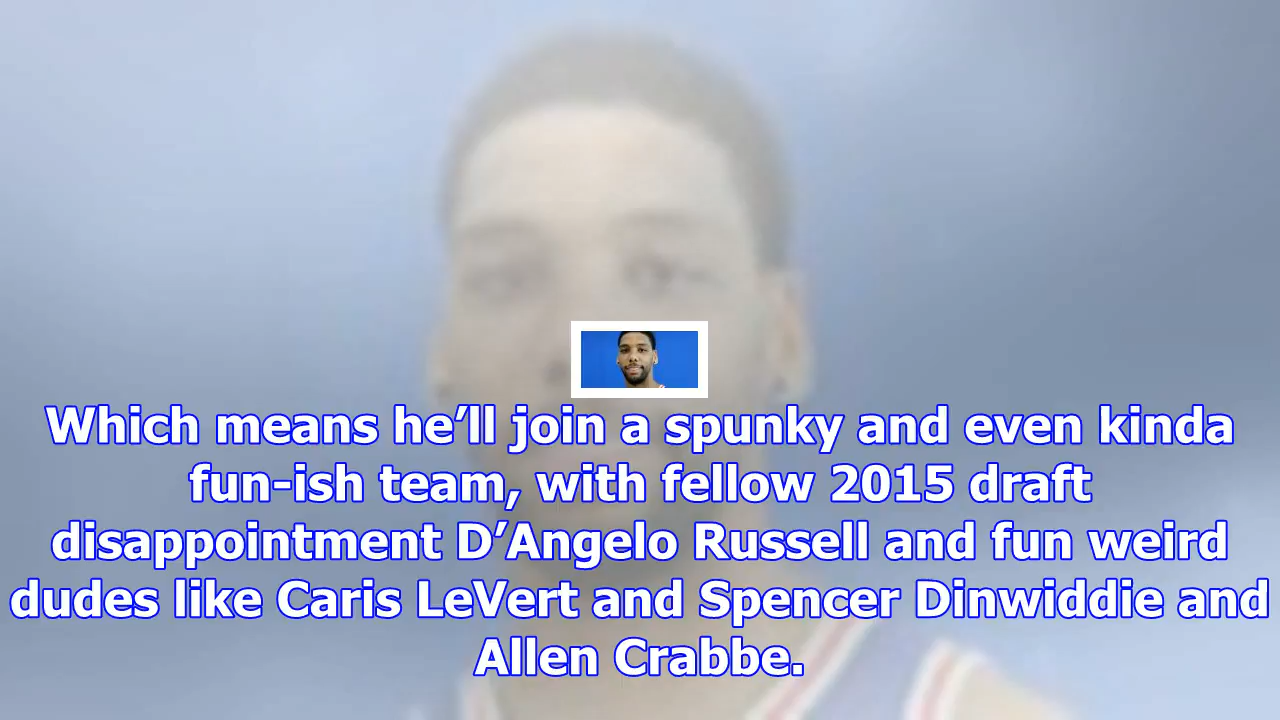 Which means he’ll join a spunky and even kinda
fun-ish team, with fellow 2015 draft
disappointment D’Angelo Russell and fun weird
dudes like Caris LeVert and Spencer Dinwiddie and
Allen Crabbe.